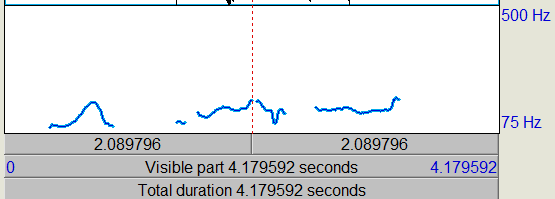 500 Hz
75 Hz
2.089796 2.089796
0 Visible part 4.179592 seconds 4.179592
Total duration 4.179592 seconds